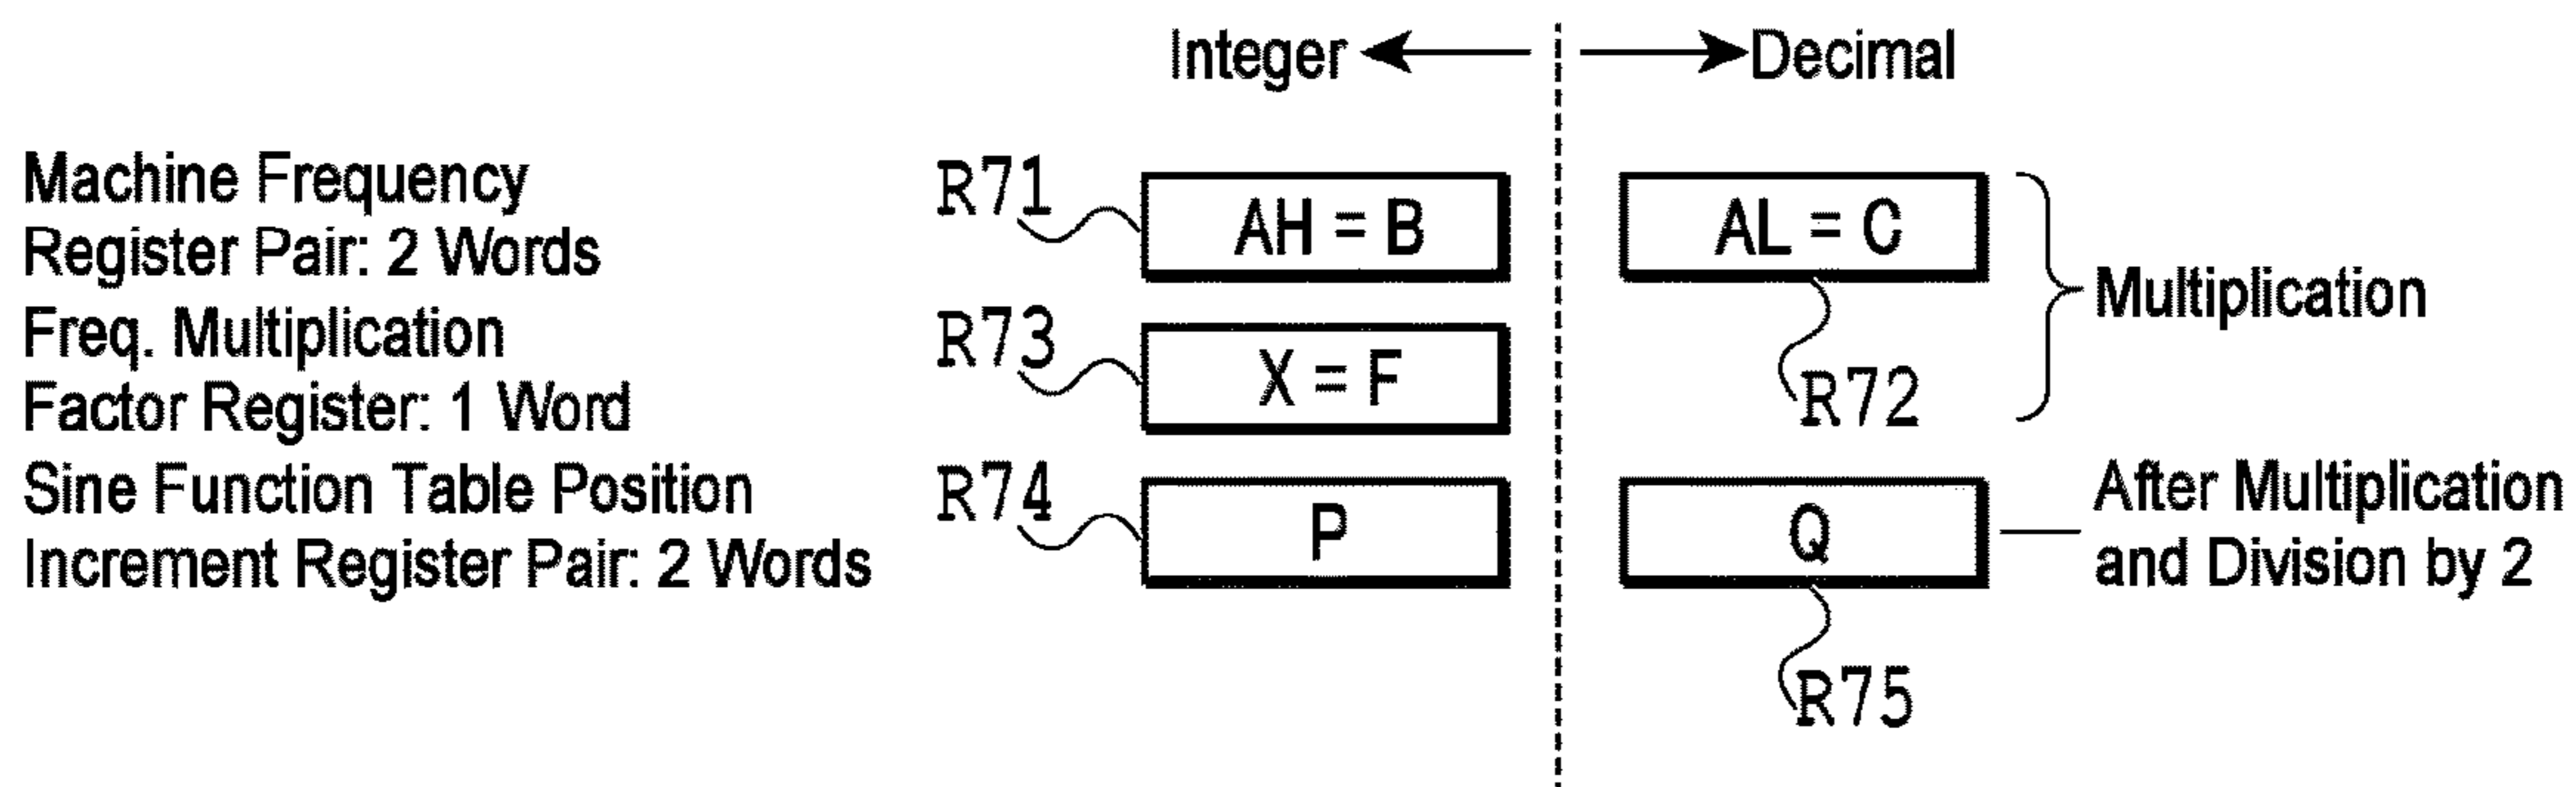 Integer
Decimal
Machine Frequency
Register Pair: 2 Words
R71
AH = B
AL = C
R72
Multiplication
Freq. Multiplication
Factor Register: 1 Word
R73
X = F
Sine Function Table Position
Increment Register Pair: 2 Words
R74
P
Q
R75
After Multiplication
and Division by 2